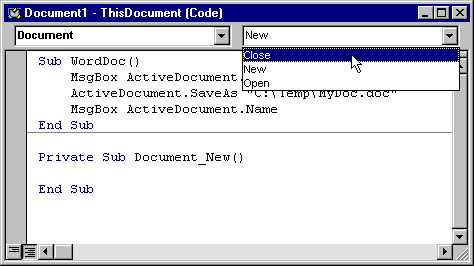 Document1 - ThisDocument (Code)
Document New
Close
New
Open
Sub WordDoc()
MsgBox ActiveDocument.
ActiveDocument.SaveAs "C:\Temp\MyDoc.doc"
MsgBox ActiveDocument.Name
End Sub
Private Sub Document_New()
End Sub